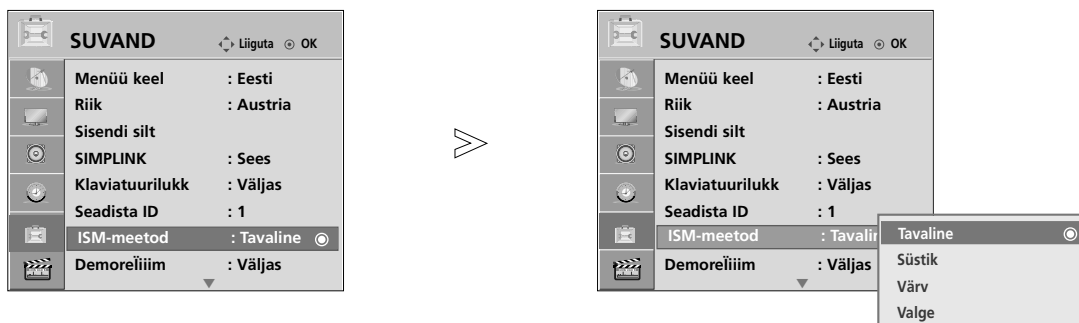 SUVAND Liiguta OK
Menüü keel : Eesti
Riik : Austria
Sisendi silt
SIMPLINK : Sees
Klaviatuurilukk : Väljas
Seadista ID : 1
ISM-meetod : Tavaline
Demoreïiiim : Väljas
SUVAND Liiguta OK
Menüü keel : Eesti
Riik : Austria
Sisendi silt
SIMPLINK : Sees
Klaviatuurilukk : Väljas
Seadista ID : 1
ISM-meetod : Tavalin
Demoreïiiim : Väljas
Tavaline
Süstik
Värv
Valge